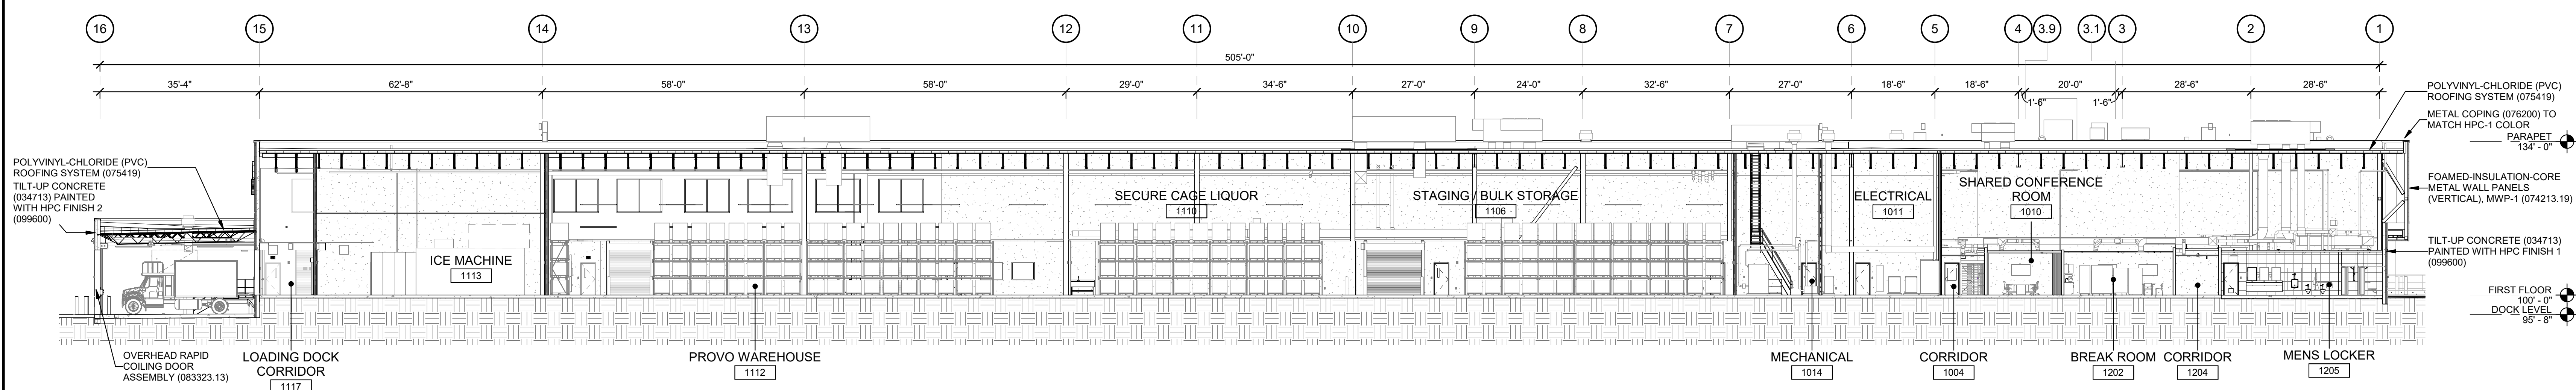 16 15 14 13 12 11 10 9 8 7 6 5 4 3.9 3.1 3 2 1
505'-0"
35'-4" 62'-8" 58'-0" 58'-0" 29'-0" 34'-6" 27'-0" 24'-0" 32'-6" 27'-0" 18'-6" 18'-6" 20'-0" 28'-6" 28'-6"
1'-6" 1'-6"
POLYVINYL-CHLORIDE (PVC)
ROOFING SYSTEM (075419)
METAL COPING (076200) TO
MATCH HPC-1 COLOR
PARAPET
134' - 0"
POLYVINYL-CHLORIDE (PVC)
ROOFING SYSTEM (075419)
TILT-UP CONCRETE
(034713) PAINTED
WITH HPC FINISH 2
(099600)
ICE MACHINE
1113
SECURE CAGE LIQUOR
1110
STAGING / BULK STORAGE
1106
ELECTRICAL
1011
SHARED CONFERENCE
ROOM
1010
FOAMED-INSULATION-CORE
METAL WALL PANELS
(VERTICAL), MWP-1 (074213.19)
TILT-UP CONCRETE (034713)
PAINTED WITH HPC FINISH 1
(099600)
FIRST FLOOR
100' - 0"
DOCK LEVEL
95' - 8"
OVERHEAD RAPID
COILING DOOR
ASSEMBLY (083323.13)
LOADING DOCK
CORRIDOR
1117
PROVO WAREHOUSE
1112
MECHANICAL
1014
CORRIDOR
1004
BREAK ROOM
1202
CORRIDOR
1204
MENS LOCKER
1205